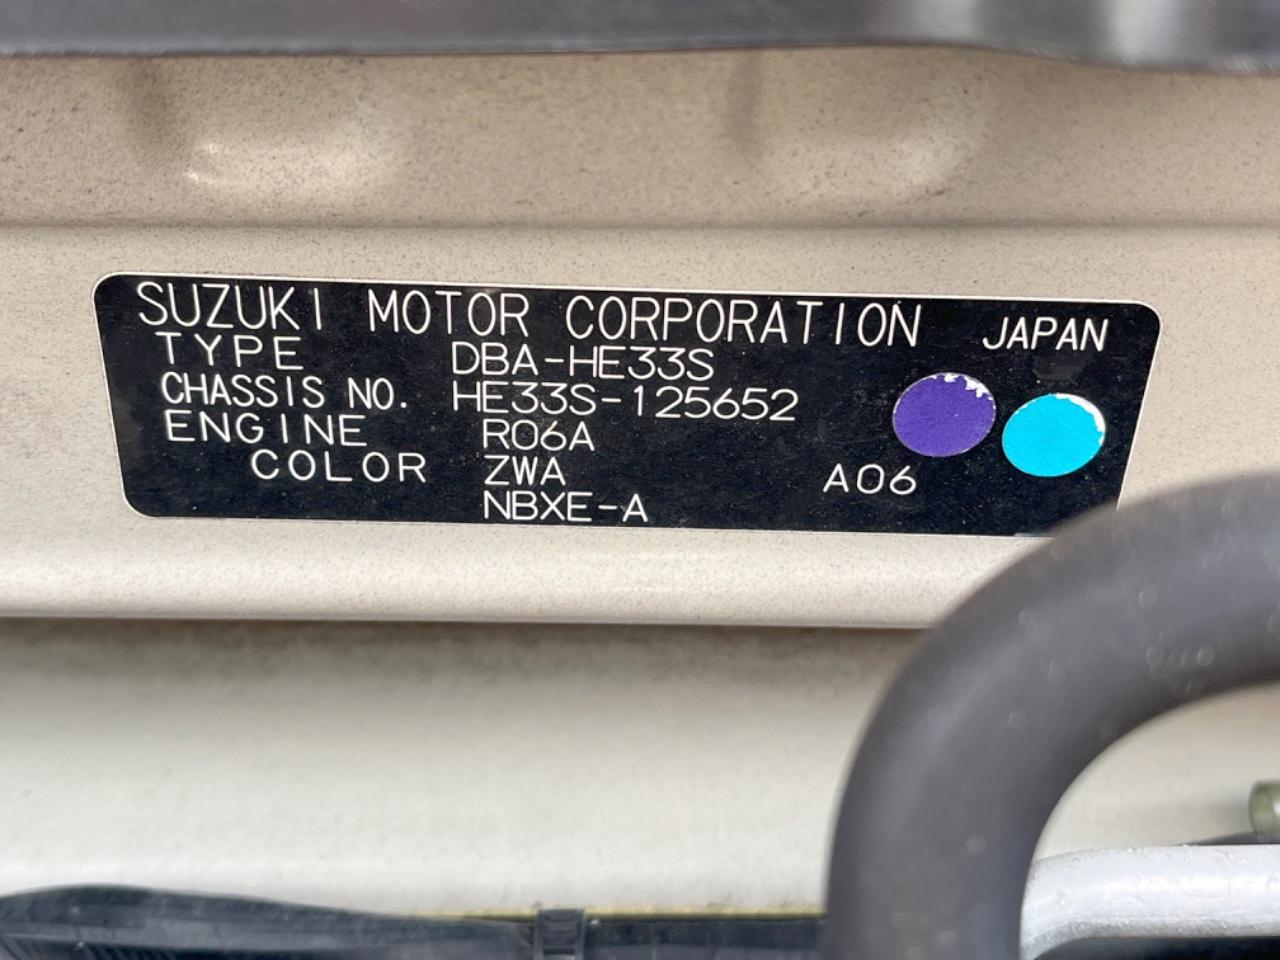 SUZUKI MOTOR CORPORATION JAPAN
TYPE DBA-HE33S
CHASSIS NO. HE33S-125652
ENGINE R06A
COLOR ZWA A06
NBXE-A